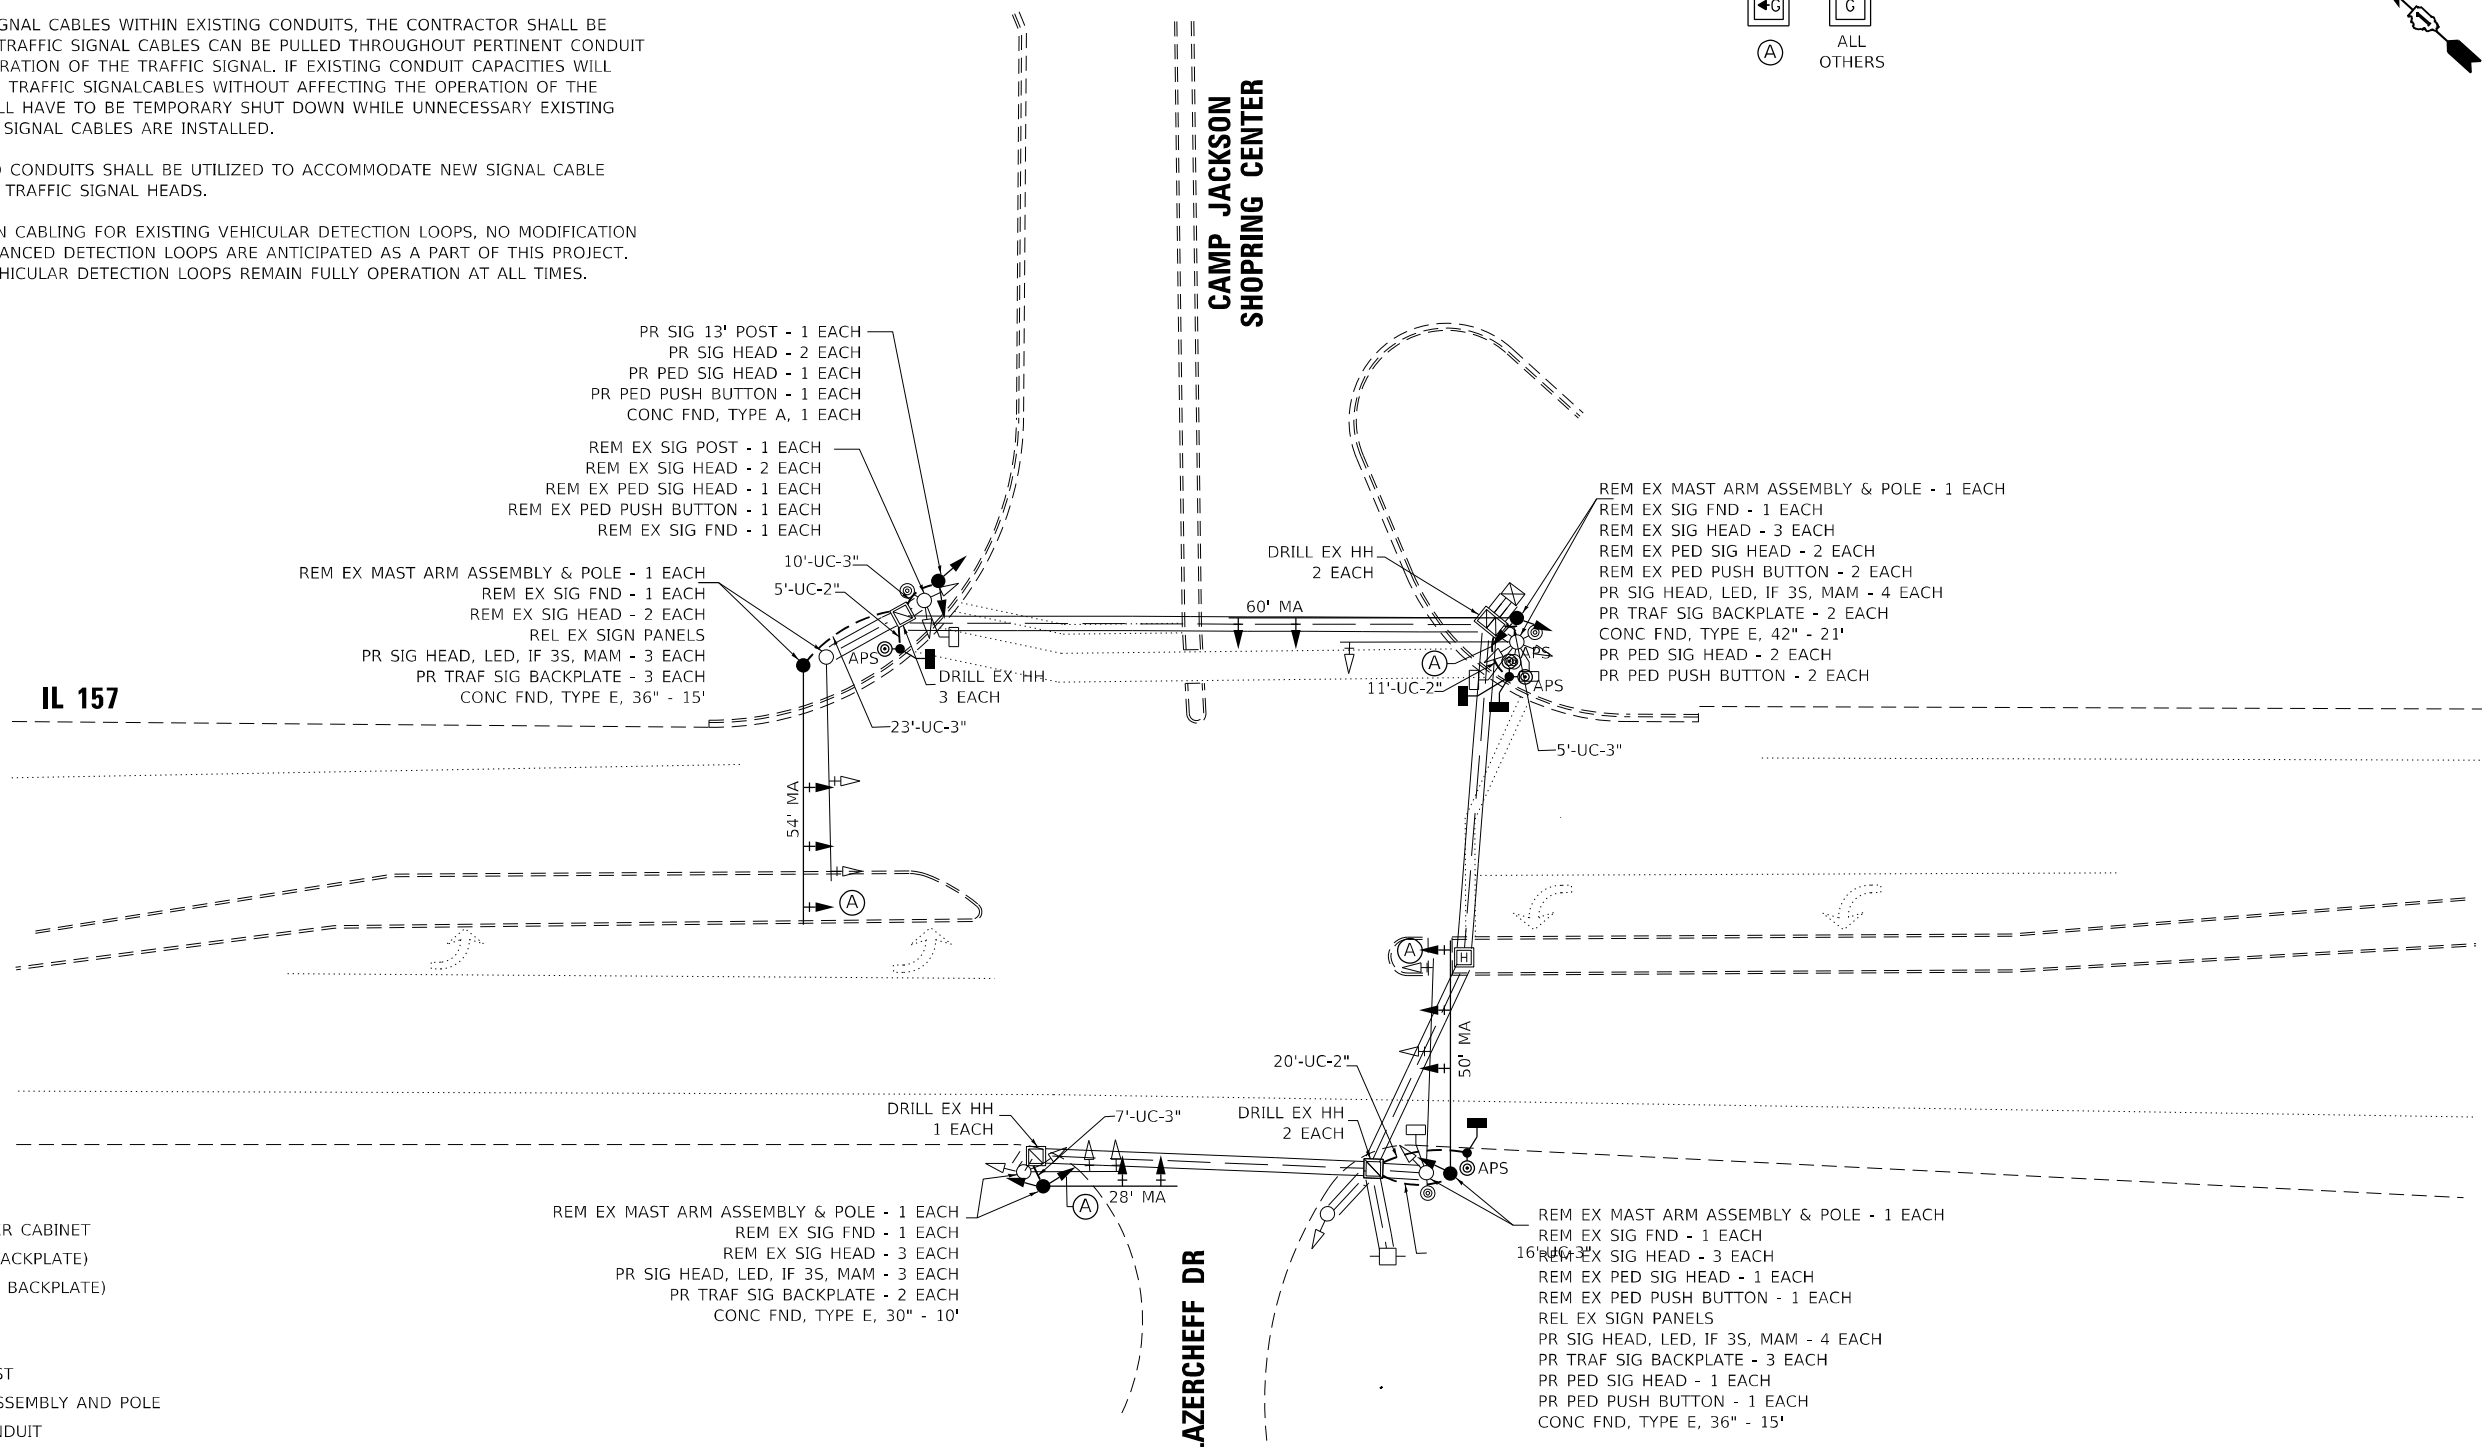 GNAL CABLES WITHIN EXISTING CONDUITS, THE CONTRACTOR SHALL BE
TRAFFIC SIGNAL CABLES CAN BE PULLED THROUGHOUT PERTINENT CONDUIT
RATION OF THE TRAFFIC SIGNAL. IF EXISTING CONDUIT CAPACITIES WILL
TRAFFIC SIGNALCABLES WITHOUT AFFECTING THE OPERATION OF THE
LL HAVE TO BE TEMPORARY SHUT DOWN WHILE UNNECESSARY EXISTING
SIGNAL CABLES ARE INSTALLED.
CONDUITS SHALL BE UTILIZED TO ACCOMMODATE NEW SIGNAL CABLE
TRAFFIC SIGNAL HEADS.
N CABLING FOR EXISTING VEHICULAR DETECTION LOOPS, NO MODIFICATION
ANCED DETECTION LOOPS ARE ANTICIPATED AS A PART OF THIS PROJECT.
HICULAR DETECTION LOOPS REMAIN FULLY OPERATION AT ALL TIMES.
G
G
A
ALL
OTHERS
CAMP JACKSON
SHOPRING CENTER
PR SIG 13' POST - 1 EACH
PR SIG HEAD - 2 EACH
PR PED SIG HEAD - 1 EACH
PR PED PUSH BUTTON - 1 EACH
CONC FND, TYPE A, 1 EACH
REM EX SIG POST - 1 EACH
REM EX SIG HEAD - 2 EACH
REM EX PED SIG HEAD - 1 EACH
REM EX PED PUSH BUTTON - 1 EACH
REM EX SIG FND - 1 EACH
REM EX MAST ARM ASSEMBLY & POLE - 1 EACH
REM EX SIG FND - 1 EACH
REM EX SIG HEAD - 2 EACH
REL EX SIGN PANELS
PR SIG HEAD, LED, IF 3S, MAM - 3 EACH
PR TRAF SIG BACKPLATE - 3 EACH
CONC FND, TYPE E, 36" - 15'
10'-UC-3"
5'-UC-2"
APS
DRILL EX HH
3 EACH
23'-UC-3"
60' MA
DRILL EX HH
2 EACH
A
11'-UC-2"
APS
APS
5'-UC-3"
REM EX MAST ARM ASSEMBLY & POLE - 1 EACH
REM EX SIG FND - 1 EACH
REM EX SIG HEAD - 3 EACH
REM EX PED SIG HEAD - 2 EACH
REM EX PED PUSH BUTTON - 2 EACH
PR SIG HEAD, LED, IF 3S, MAM - 4 EACH
PR TRAF SIG BACKPLATE - 2 EACH
CONC FND, TYPE E, 42" - 21'
PR PED SIG HEAD - 2 EACH
PR PED PUSH BUTTON - 2 EACH
IL 157
54' MA
A
A
H
50' MA
20'-UC-2"
DRILL EX HH
1 EACH
7'-UC-3"
DRILL EX HH
2 EACH
APS
28' MA
A
REM EX MAST ARM ASSEMBLY & POLE - 1 EACH
REM EX SIG FND - 1 EACH
REM EX SIG HEAD - 3 EACH
PR SIG HEAD, LED, IF 3S, MAM - 3 EACH
PR TRAF SIG BACKPLATE - 2 EACH
CONC FND, TYPE E, 30" - 10'
AZERCHEFF DR
16'-UC-3"
REM EX MAST ARM ASSEMBLY & POLE - 1 EACH
REM EX SIG FND - 1 EACH
REM EX SIG HEAD - 3 EACH
REM EX PED SIG HEAD - 1 EACH
REM EX PED PUSH BUTTON - 1 EACH
REL EX SIGN PANELS
PR SIG HEAD, LED, IF 3S, MAM - 4 EACH
PR TRAF SIG BACKPLATE - 3 EACH
PR PED SIG HEAD - 1 EACH
PR PED PUSH BUTTON - 1 EACH
CONC FND, TYPE E, 36" - 15'
R CABINET
ACKPLATE)
BACKPLATE)
ST
SSEMBLY AND POLE
NDUIT